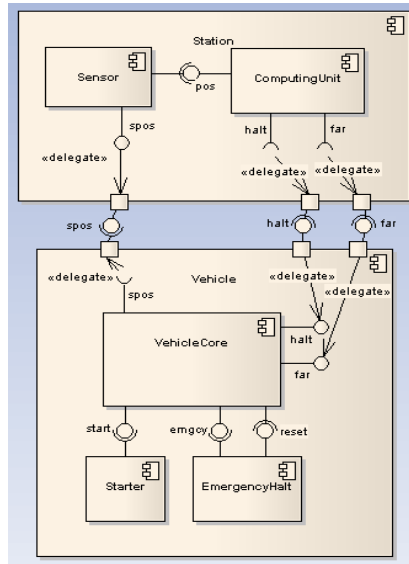 Station
Sensor
pos
ComputingUnit
spos
halt
far
«delegate»
«delegate»
«delegate»
spos
halt
far
«delegate»
Vehicle
«delegate»
«delegate»
spos
VehicleCore
halt
far
start
emgcy
reset
Starter
EmergencyHalt